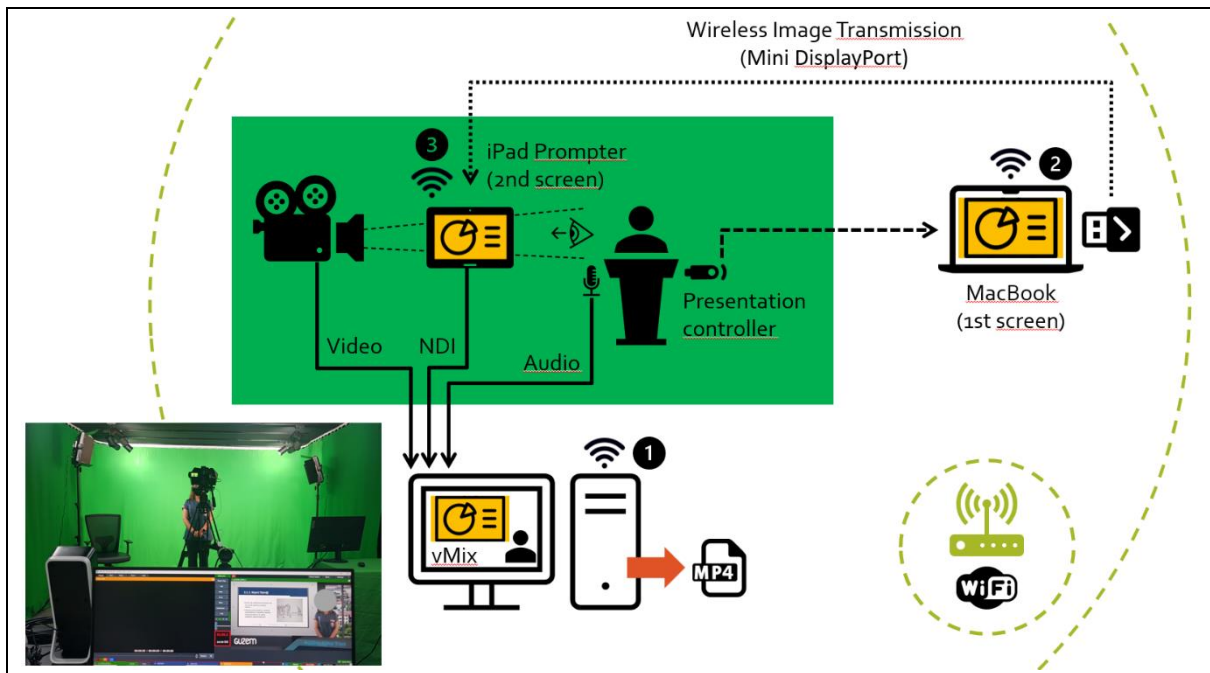 Wireless Image Transmission
(Mini DisplayPort)
3
iPad Prompter
(2nd screen)
2
MacBook
(1st screen)
Presentation
controller
Video
NDI
Audio
1
vMix
MP4
WiFi
GUZEM